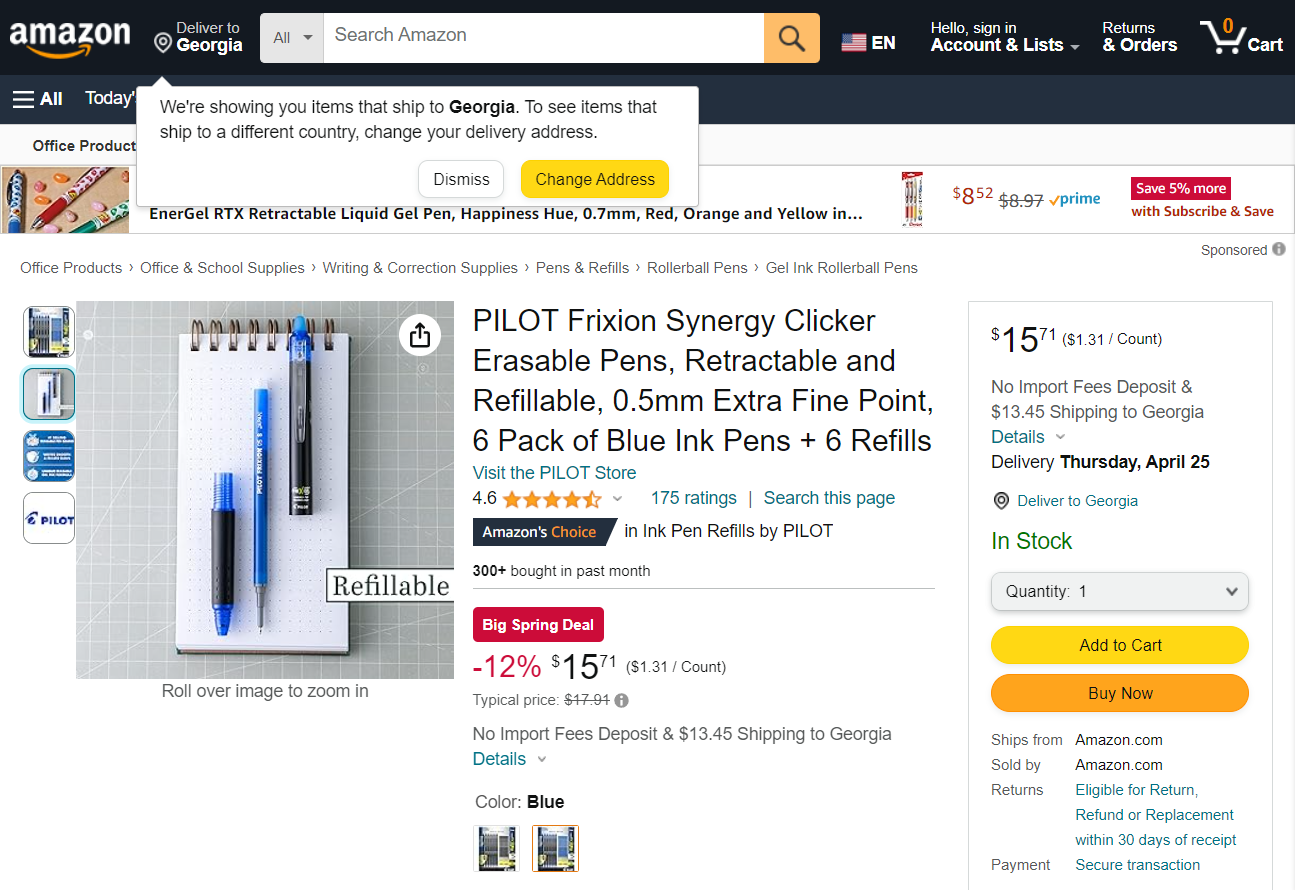 amazon
Deliver to
Georgia
All
Search Amazon
EN
Hello, sign in
Account & Lists
Returns
& Orders
0
Cart
All
Today's
We're showing you items that ship to Georgia. To see items that
ship to a different country, change your delivery address.
Dismiss
Change Address
Office Product
EnerGel RTX Retractable Liquid Gel Pen, Happiness Hue, 0.7mm, Red, Orange and Yellow in...
$8.52 $8.97 prime
Save 5% more
with Subscribe & Save
Sponsored
Office Products › Office & School Supplies › Writing & Correction Supplies › Pens & Refills › Rollerball Pens › Gel Ink Rollerball Pens
PILOT
PILOT FRIXION 05 B JAPAN
PILOT
Refillable
Roll over image to zoom in
PILOT Frixion Synergy Clicker
Erasable Pens, Retractable and
Refillable, 0.5mm Extra Fine Point,
6 Pack of Blue Ink Pens + 6 Refills
Visit the PILOT Store
4.6 175 ratings | Search this page
Amazon's Choice in Ink Pen Refills by PILOT
300+ bought in past month
Big Spring Deal
-12% $15 71 ($1.31 / Count)
Typical price: $17.91
No Import Fees Deposit & $13.45 Shipping to Georgia
Details
Color: Blue
$15 71 ($1.31 / Count)
No Import Fees Deposit &
$13.45 Shipping to Georgia
Details
Delivery Thursday, April 25
Deliver to Georgia
In Stock
Quantity: 1
Add to Cart
Buy Now
Ships from Amazon.com
Sold by Amazon.com
Returns Eligible for Return,
Refund or Replacement
within 30 days of receipt
Payment Secure transaction